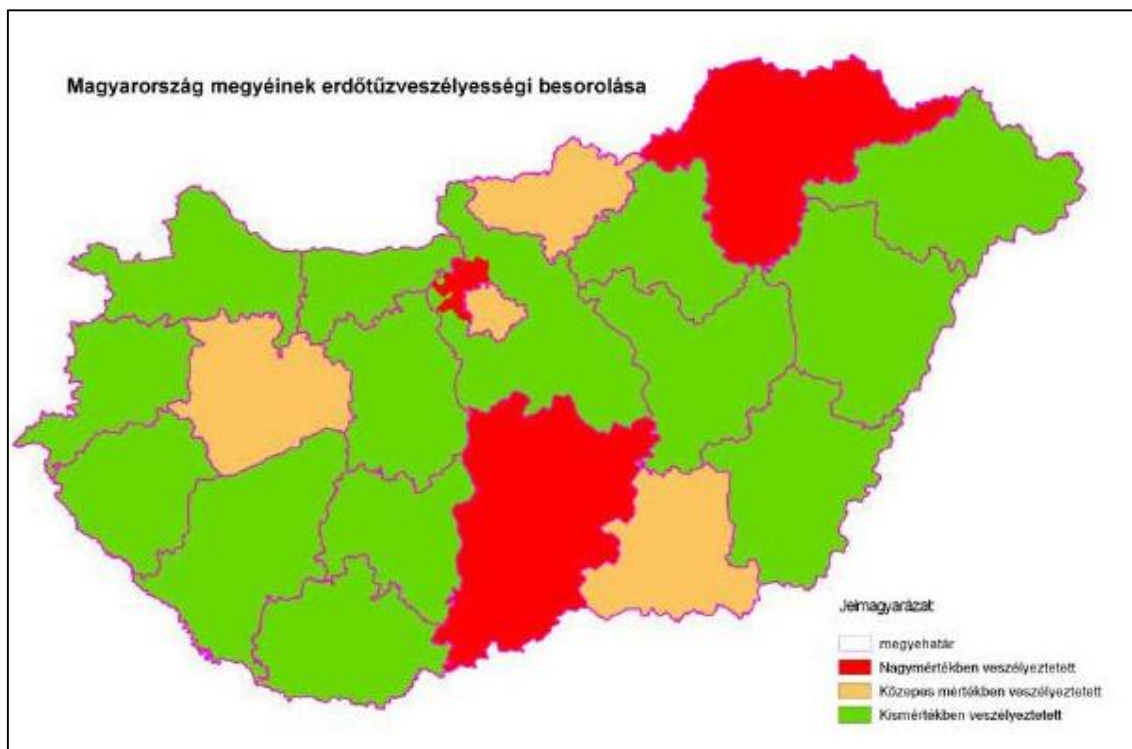 Magyarország megyéinek erdőtűzveszélyességi besorolása
Jelmagyarázat
megyehatár
Nagymértékben veszélyeztetett
Közepes mértékben veszélyeztetett
Kismértékben veszélyeztetett